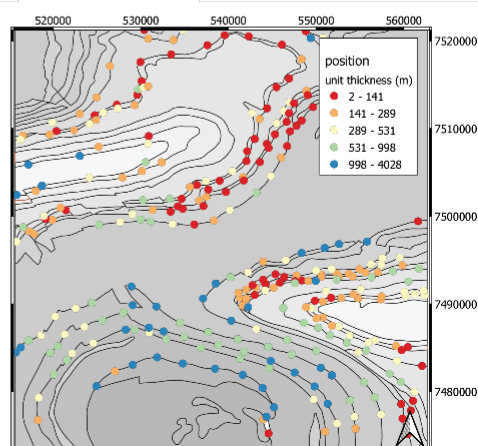 520000 530000 540000 550000 560000
7520000
position
unit thickness (m)
2 - 141
141 - 289
289 - 531
531 - 998
998 - 4028
7510000
7500000
7490000
7480000